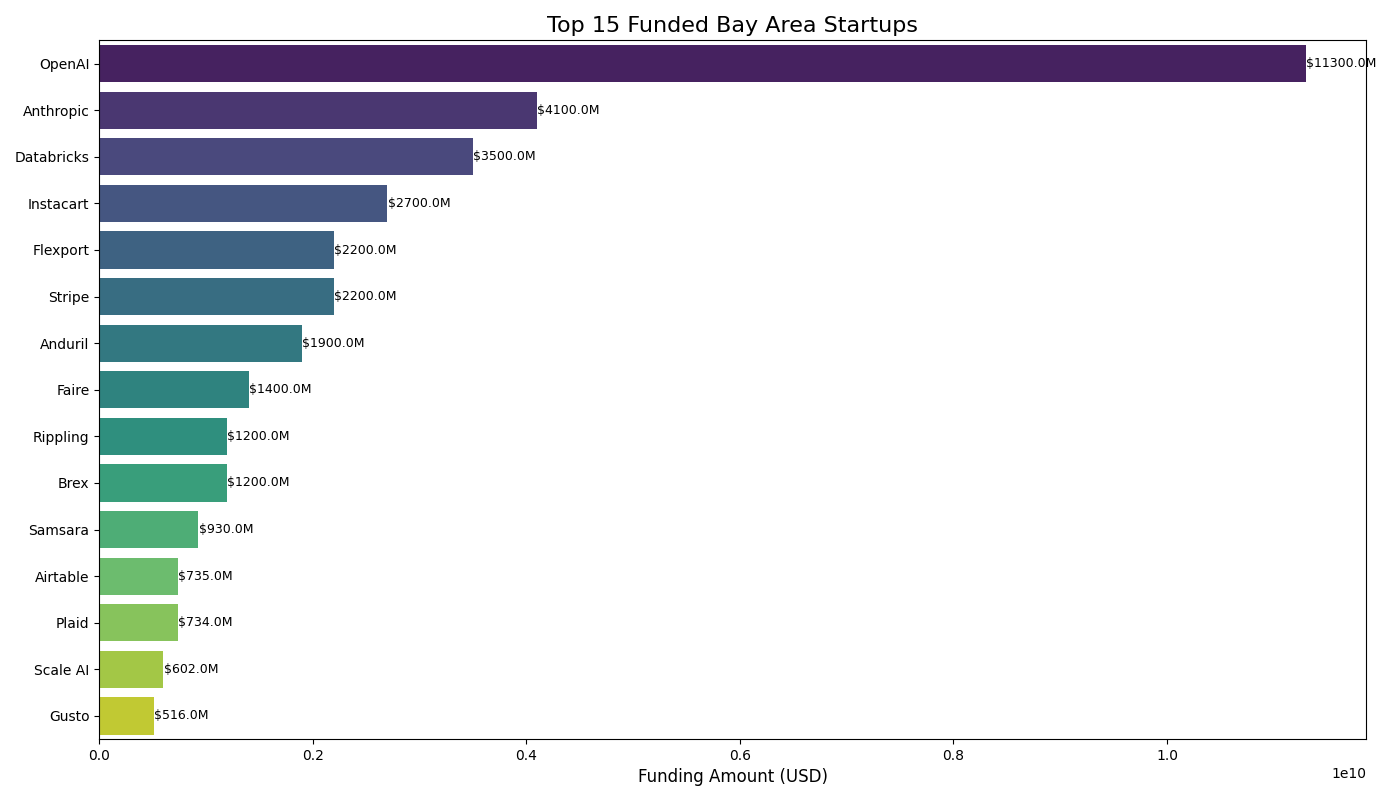 Top 15 Funded Bay Area Startups
OpenAI $11300.0M
Anthropic $4100.0M
Databricks $3500.0M
Instacart $2700.0M
Flexport $2200.0M
Stripe $2200.0M
Anduril $1900.0M
Faire $1400.0M
Rippling $1200.0M
Brex $1200.0M
Samsara $930.0M
Airtable $735.0M
Plaid $734.0M
Scale AI $602.0M
Gusto $516.0M
0.0 0.2 0.4 0.6 0.8 1.0
1e10
Funding Amount (USD)